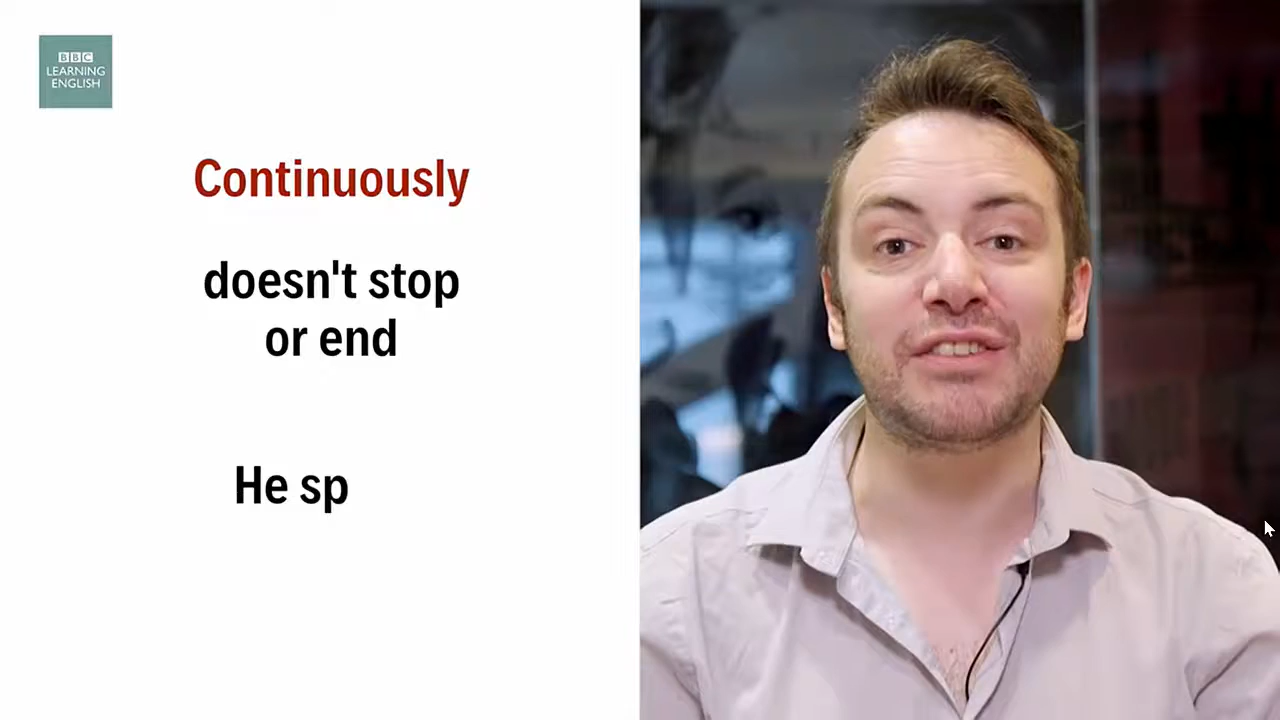 BBC
LEARNING
ENGLISH
Continuously
doesn't stop
or end
He sp